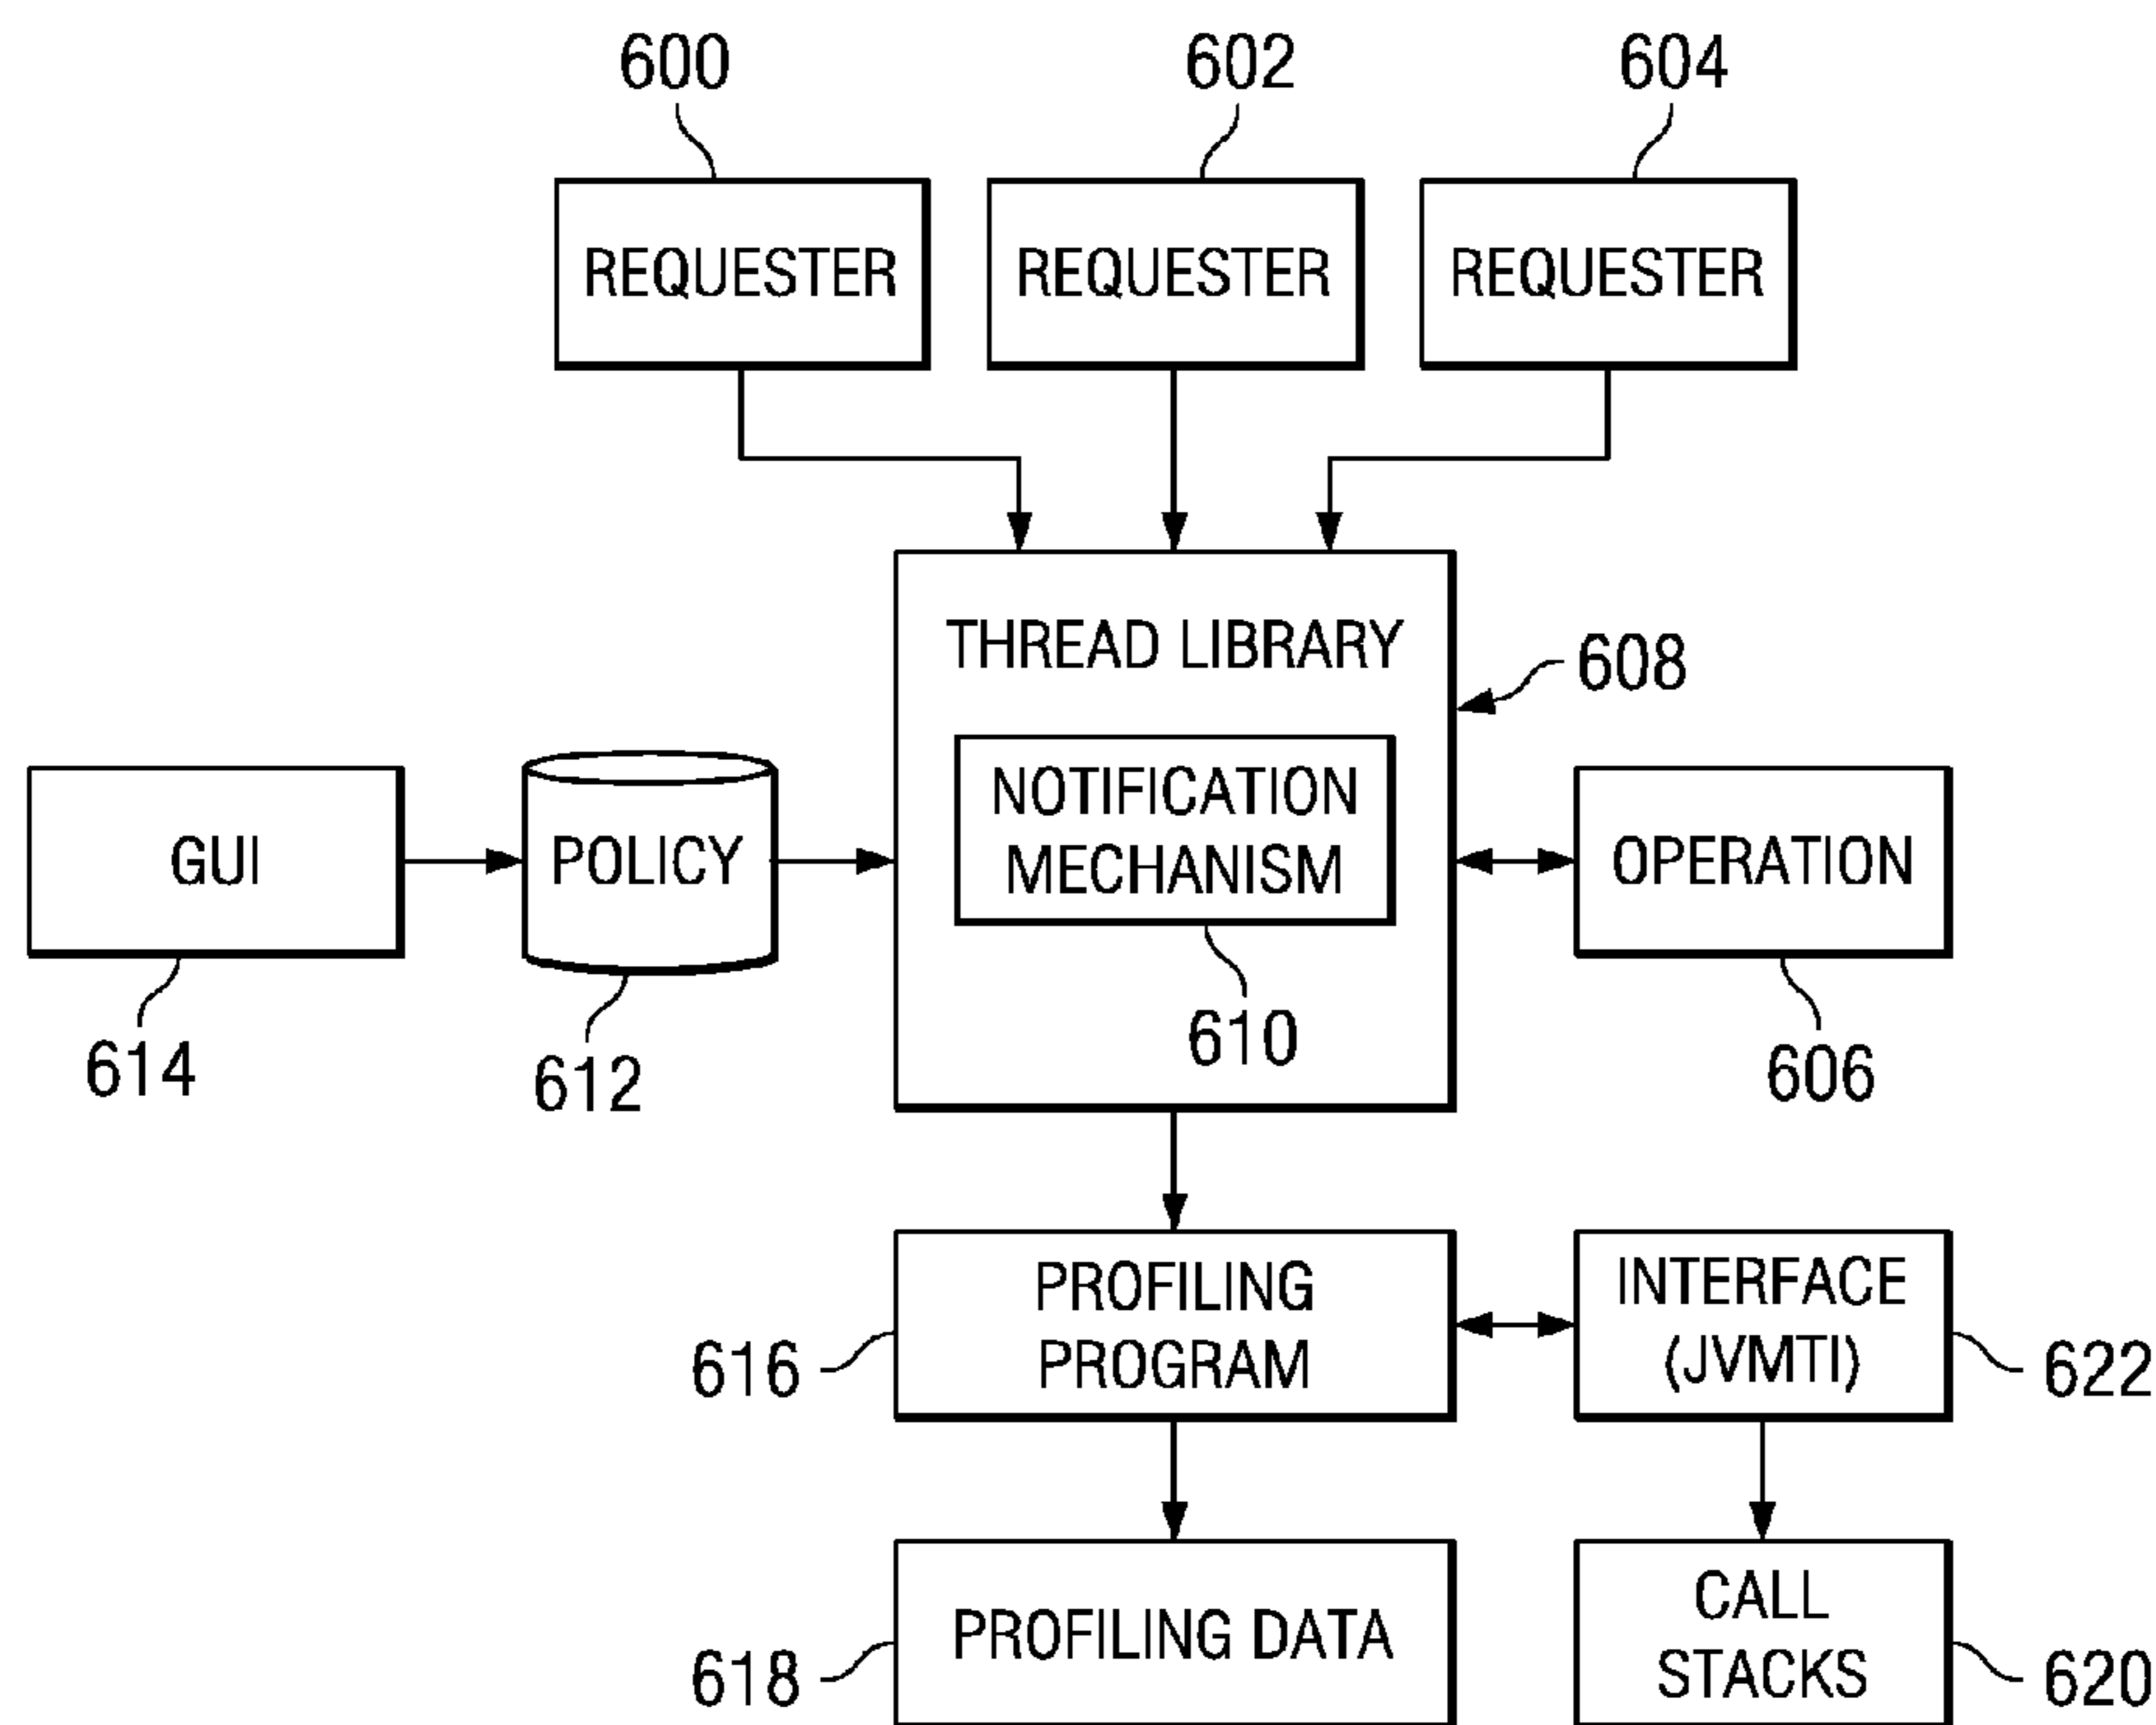 600
602
604
REQUESTER
REQUESTER
REQUESTER
THREAD LIBRARY
608
NOTIFICATION
MECHANISM
610
GUI
614
POLICY
612
OPERATION
606
PROFILING
PROGRAM
616
INTERFACE
(JVMTI)
622
PROFILING DATA
618
CALL
STACKS
620